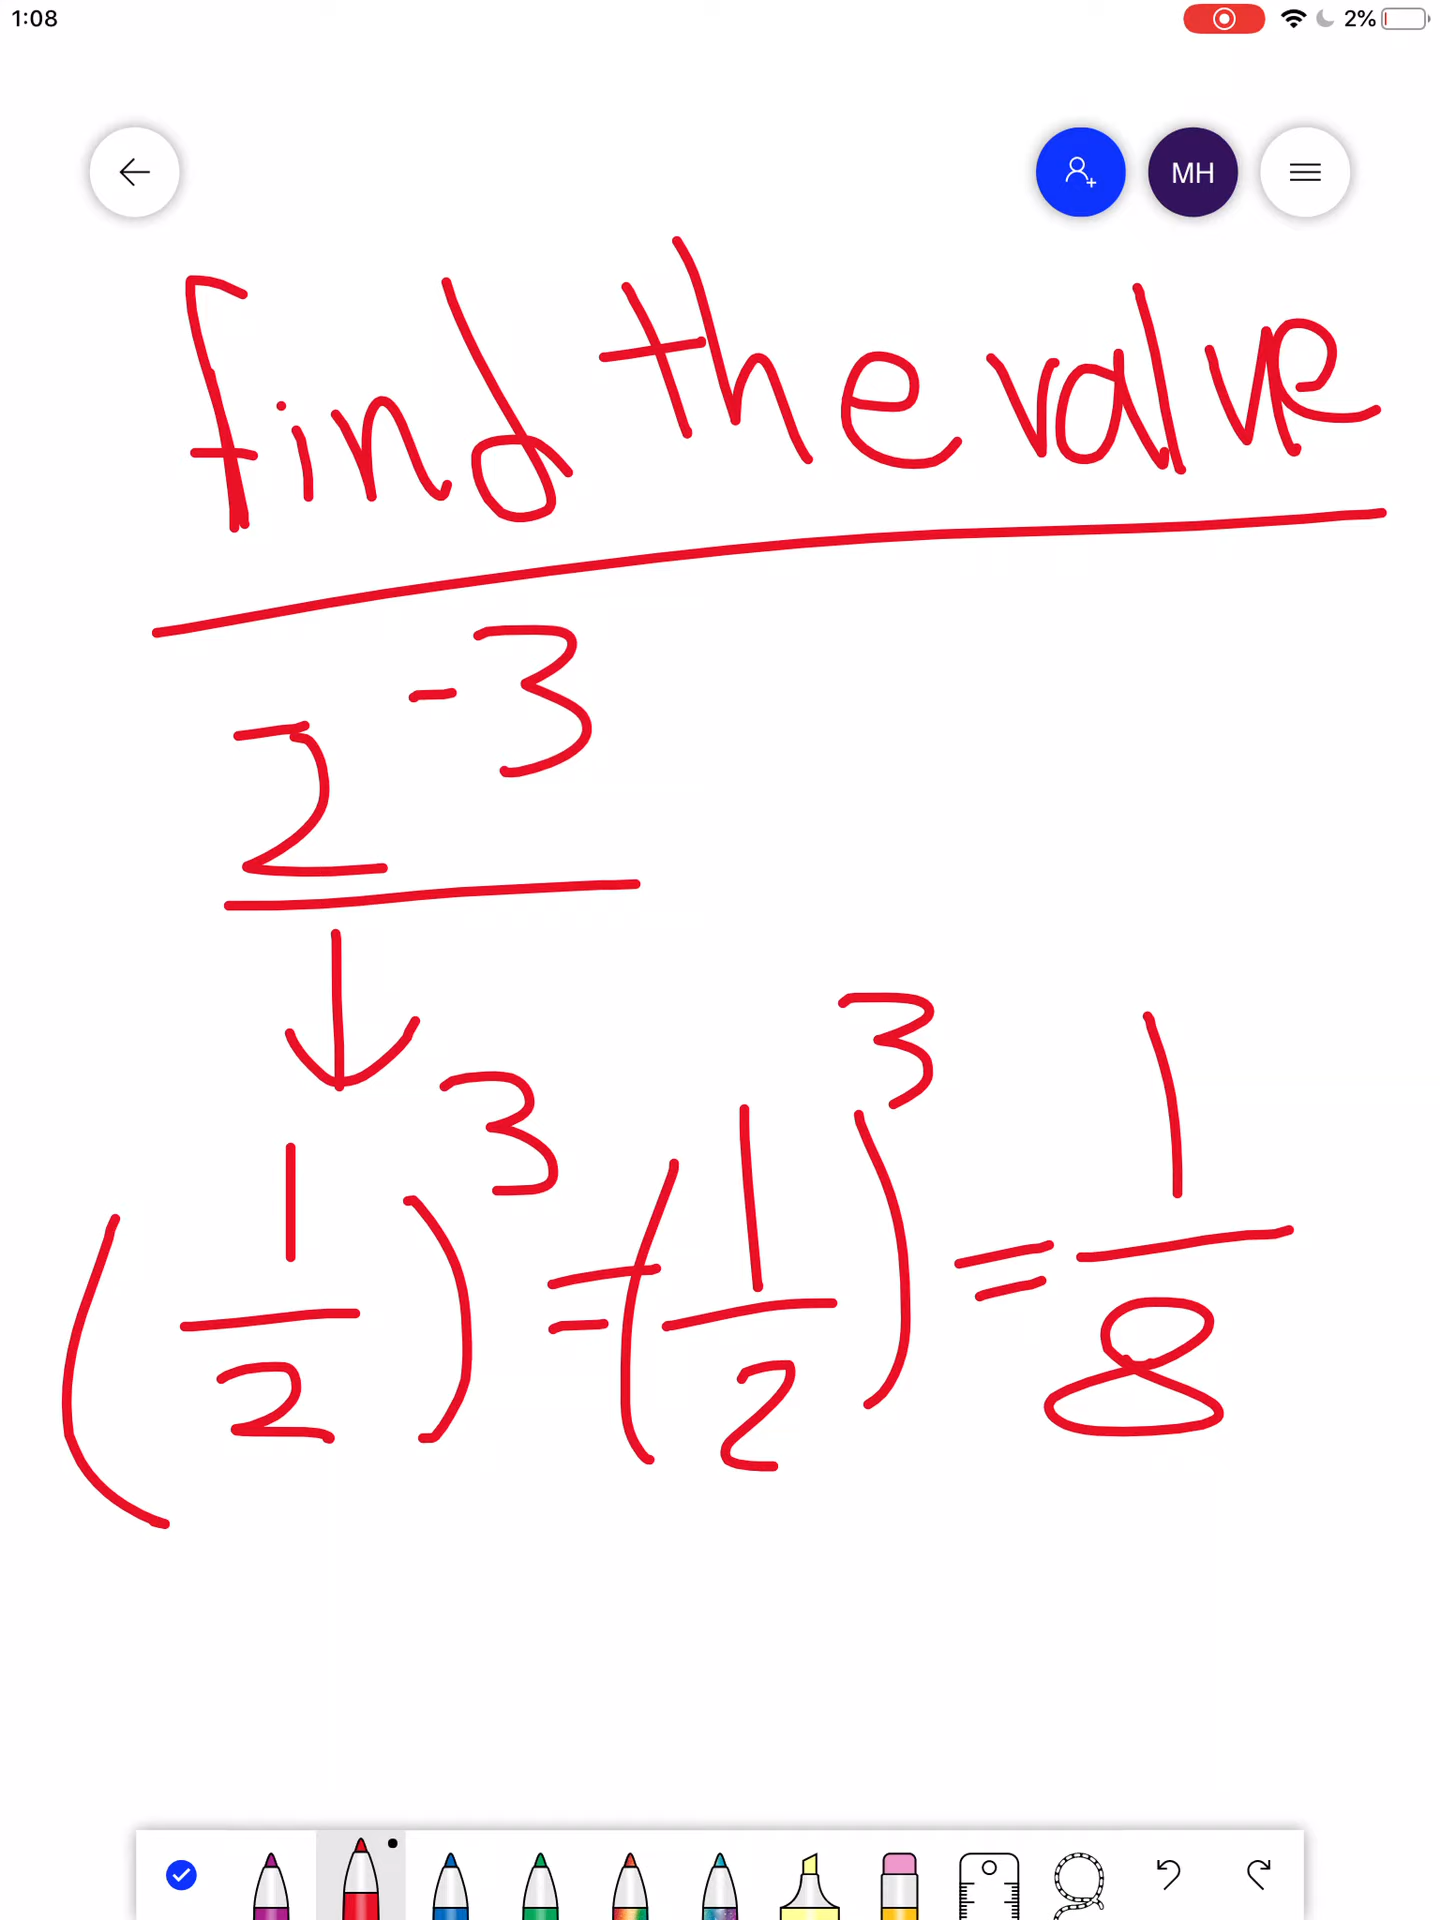 1:08 2%
MH
find the value
2^-3
(1/2)^3 = (1/2)^3 = 1/8